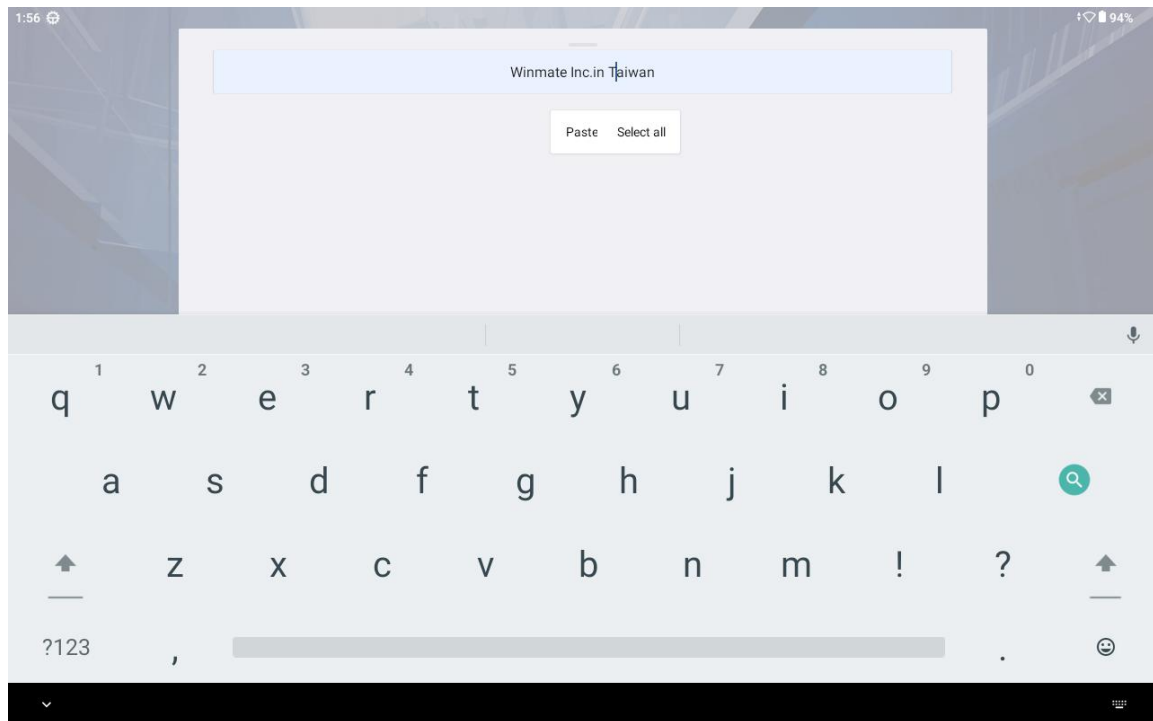 1:56
94%
Winmate Inc.in Taiwan
Paste Select all
1 2 3 4 5 6 7 8 9 0
q w e r t y u i o p
a s d f g h j k l
z x c v b n m ! ?
?123 , .